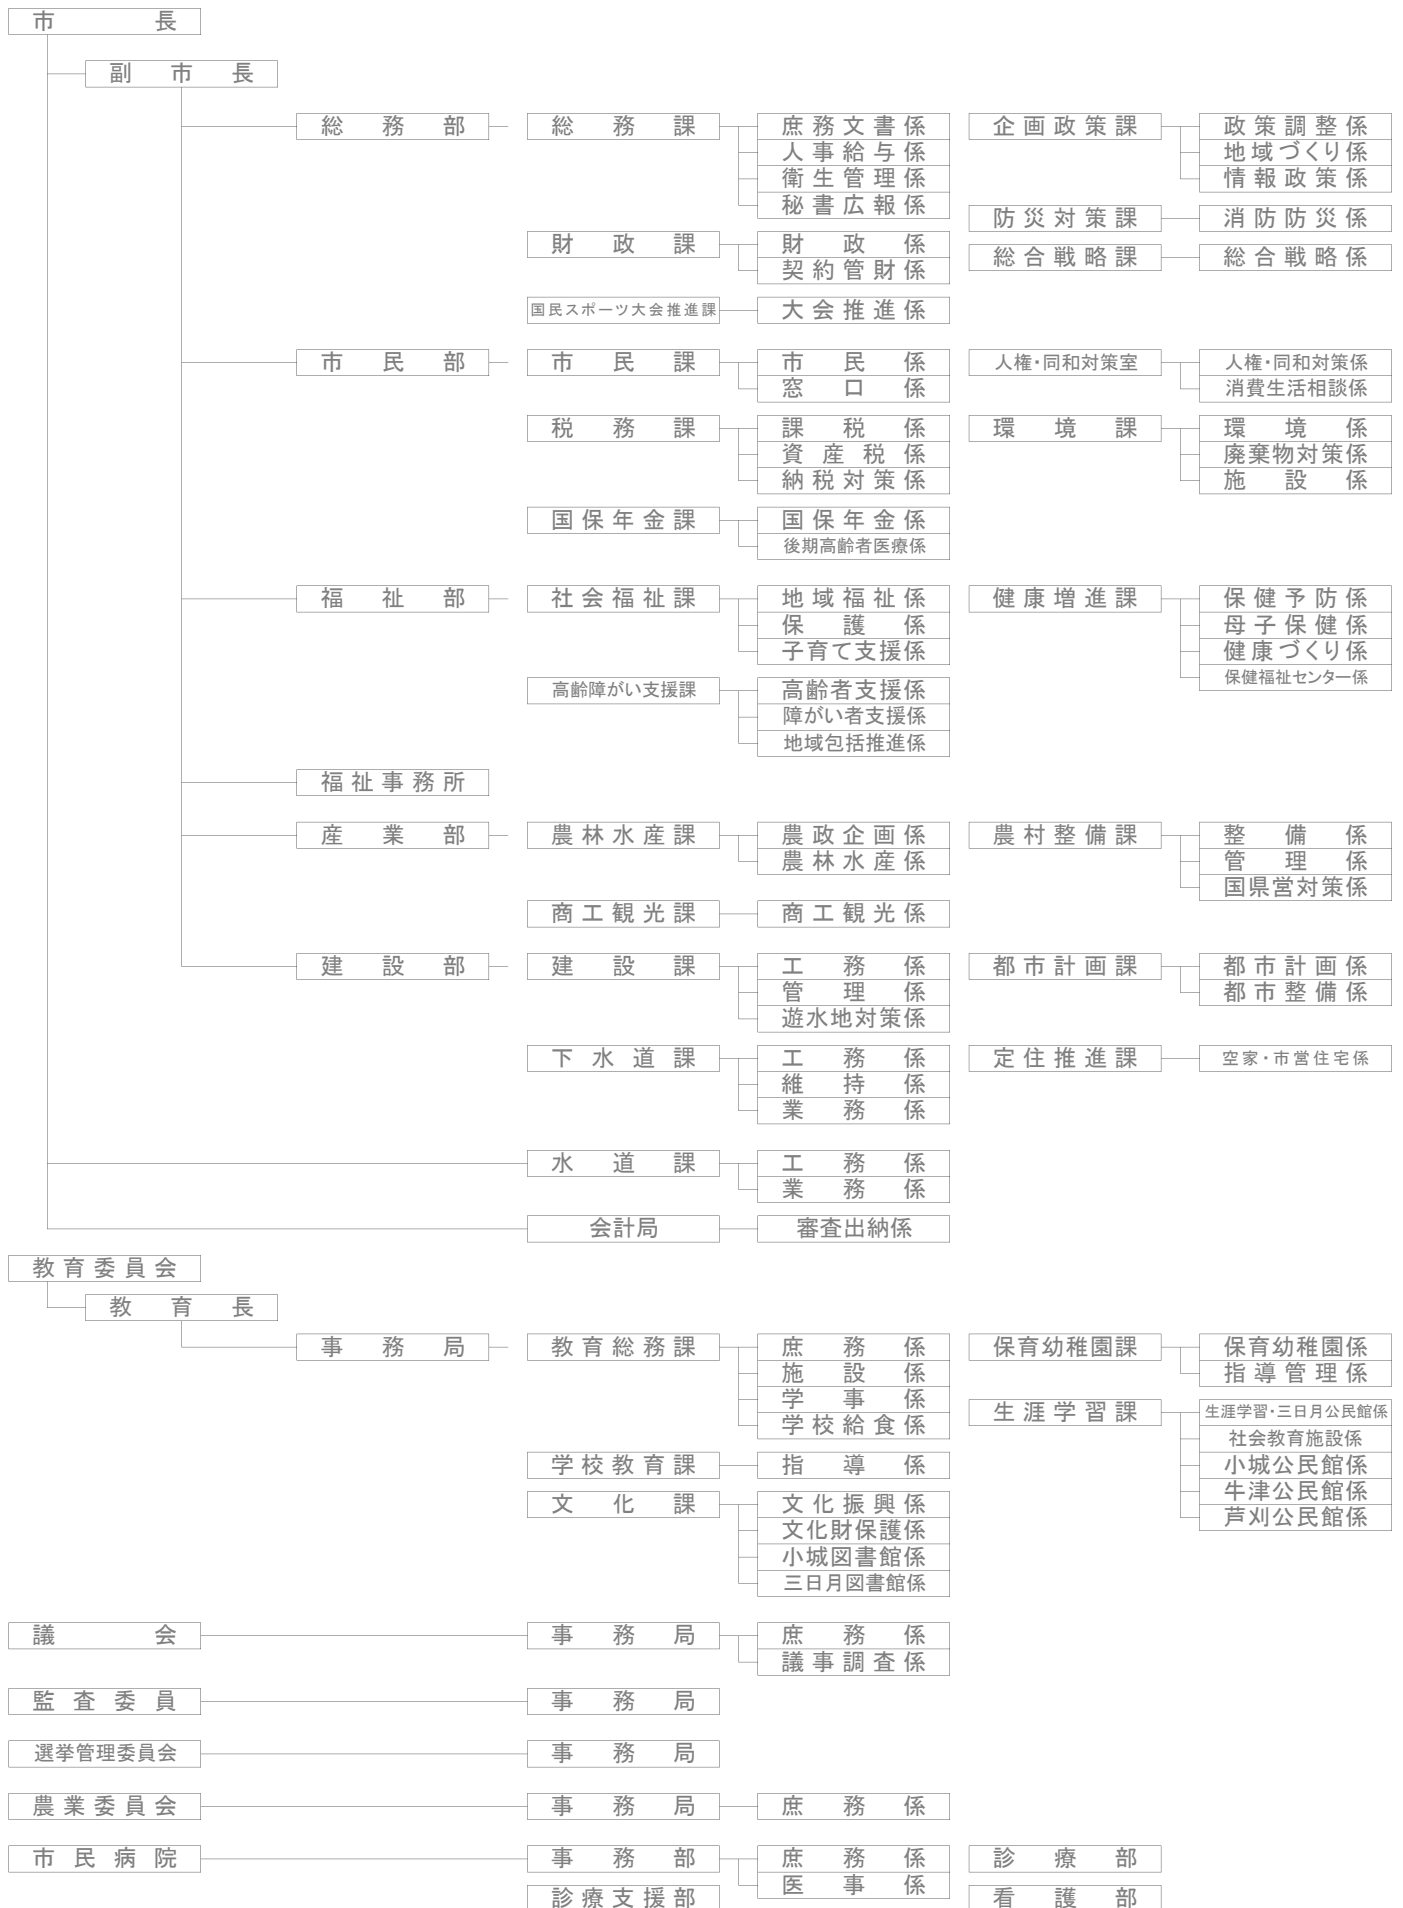 市長
副市長
総務部 総務課 庶務文書係 企画政策課 政策調整係
人事給与係 地域づくり係
衛生管理係 情報政策係
秘書広報係 防災対策課 消防防災係
財政課 財政係 総合戦略課 総合戦略係
契約管財係
国民スポーツ大会推進課 大会推進係
市民部 市民課 市民係 人権・同和対策室 人権・同和対策係
窓口係 消費生活相談係
税務課 課税係 環境課 環境係
資産税係 廃棄物対策係
納税対策係 施設係
国保年金課 国保年金係
後期高齢者医療係
福祉部 社会福祉課 地域福祉係 健康増進課 保健予防係
保護係 母子保健係
子育て支援係 健康づくり係
高齢障がい支援課 高齢者支援係 保健福祉センター係
障がい者支援係
地域包括推進係
福祉事務所
産業部 農林水産課 農政企画係 農村整備課 整備係
農林水産係 管理係
国県営対策係
商工観光課 商工観光係
建設部 建設課 工務係 都市計画課 都市計画係
管理係 都市整備係
遊水地対策係
下水道課 工務係 定住推進課 空家・市営住宅係
維持係
業務係
水道課 工務係
業務係
会計局 審査出納係
教育委員会
教育長
事務局 教育総務課 庶務係 保育幼稚園課 保育幼稚園係
施設係 指導管理係
学事係 生涯学習課 生涯学習・三日月公民館係
学校給食係 社会教育施設係
学校教育課 指導係 小城公民館係
牛津公民館係
文化課 文化振興係 芦刈公民館係
文化財保護係
小城図書館係
三日月図書館係
議会 事務局 庶務係
議事調査係
監査委員 事務局
選挙管理委員会 事務局
農業委員会 事務局 庶務係
市民病院 事務部 庶務係 診療部
医事係
診療支援部 看護部